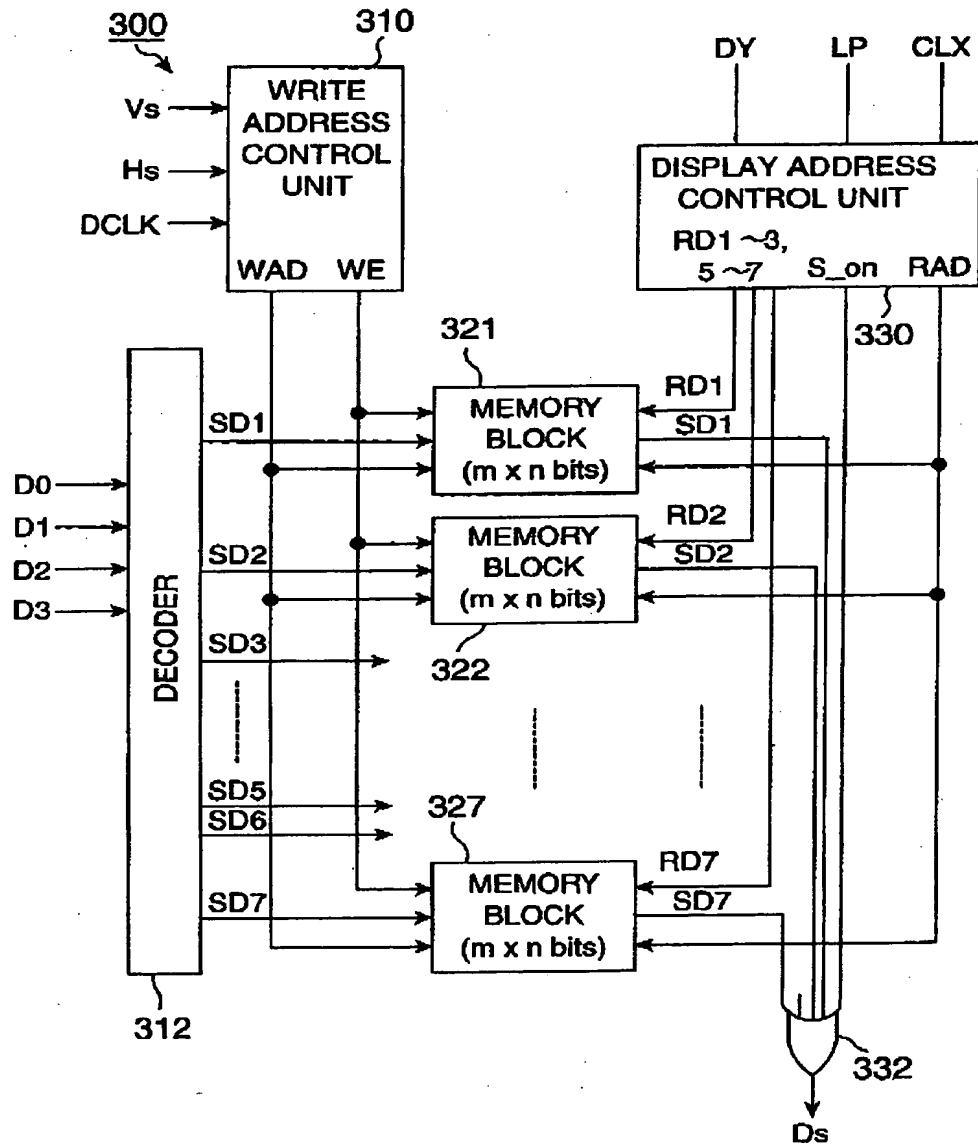 300
310
Vs
Hs
DCLK
WRITE
ADDRESS
CONTROL
UNIT
WAD WE
DY LP CLX
DISPLAY ADDRESS
CONTROL UNIT
RD1 ~3,
5 ~7 S_on RAD
330
321
MEMORY
BLOCK
(m x n bits)
SD1
RD1
SD1
D0
D1
D2
D3
DECODER
312
SD2
MEMORY
BLOCK
(m x n bits)
322
RD2
SD2
SD3
SD5
SD6
SD7
327
MEMORY
BLOCK
(m x n bits)
RD7
SD7
332
Ds